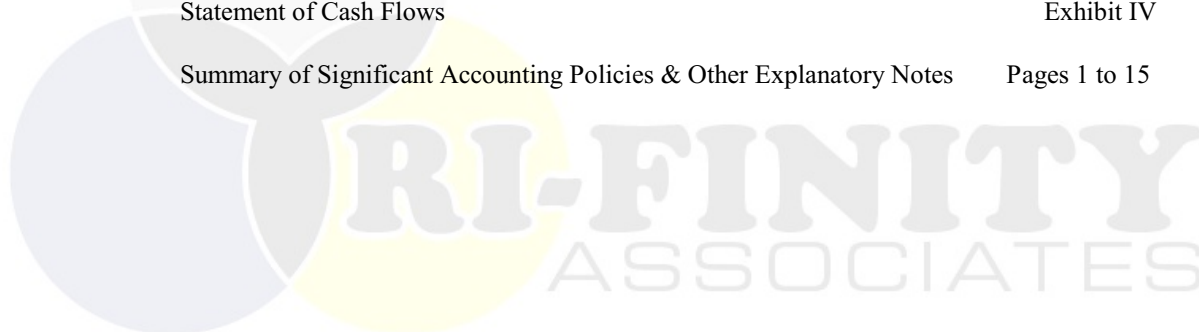 Statement of Cash Flows Exhibit IV
Summary of Significant Accounting Policies & Other Explanatory Notes Pages 1 to 15
RI-FINITY
ASSOCIATES